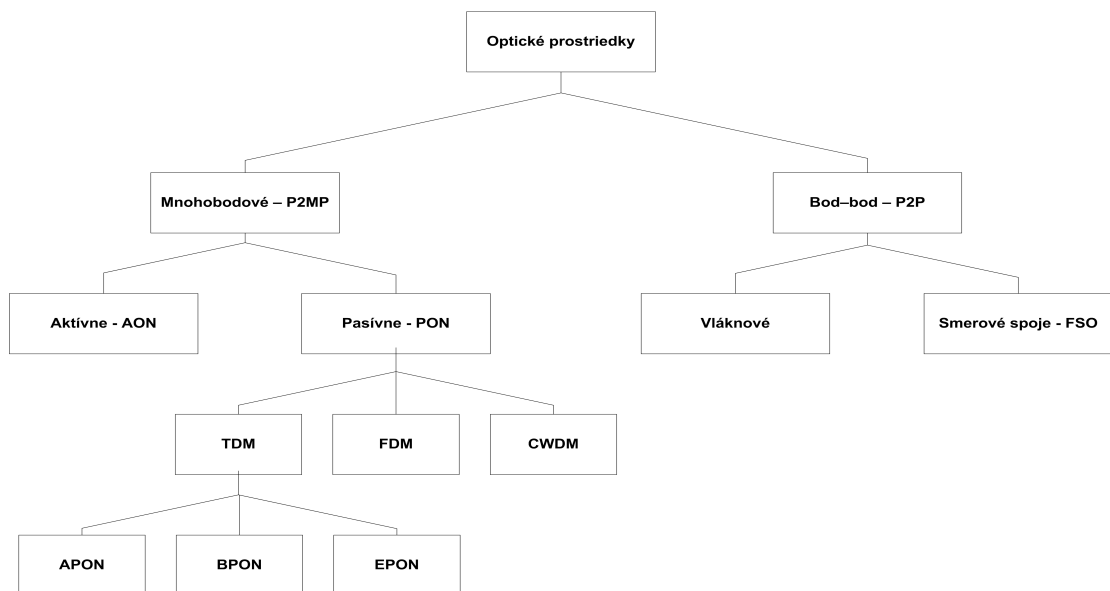 Optické prostriedky
Mnohobodové – P2MP
Bod–bod – P2P
Aktívne - AON
Pasívne - PON
Vláknové
Smerové spoje - FSO
TDM
FDM
CWDM
APON
BPON
EPON